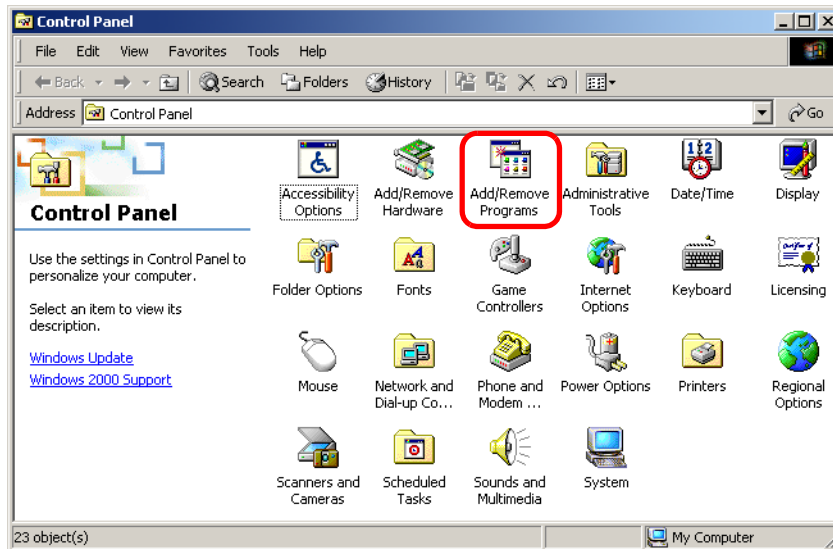 Control Panel
File Edit View Favorites Tools Help
Back Search Folders History
Address Control Panel Go
Control Panel
Use the settings in Control Panel to
personalize your computer.
Select an item to view its
description.
Windows Update
Windows 2000 Support
Accessibility
Options
Add/Remove
Hardware
Add/Remove
Programs
Administrative
Tools
Date/Time
Display
Folder Options
Fonts
Game
Controllers
Internet
Options
Keyboard
Licensing
Mouse
Network and
Dial-up Co...
Phone and
Modem ...
Power Options
Printers
Regional
Options
Scanners and
Cameras
Scheduled
Tasks
Sounds and
Multimedia
System
23 object(s)
My Computer